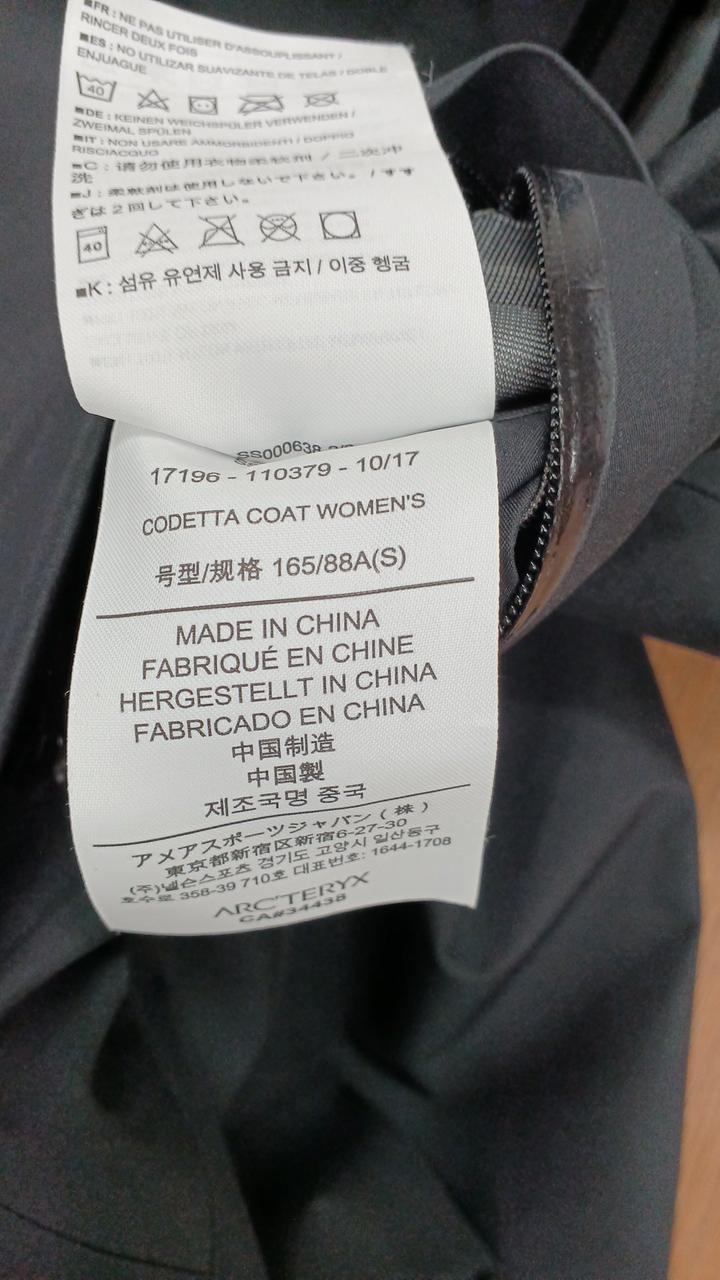 ■FR : NE PAS UTILISER D'ASSOUPLISSANT /
RINCER DEUX FOIS
■ES : NO UTILIZAR SUAVIZANTE DE TELAS / DOBLE
ENJUAGUE
40
■DE : KEINEN WEICHSPÜLER VERWENDEN /
ZWEIMAL SPÜLEN
■IT : NON USARE AMMORBIDENTI / DOPPIO
RISCIACQUO
■C : 请勿使用衣物柔软剂 / 二次冲
洗
■J : 柔軟剤は使用しないで下さい。 / すす
ぎは2回して下さい。
40
■K : 섬유 유연제 사용 금지 / 이중 헹굼
SS000638
17196 - 110379 - 10/17
CODETTA COAT WOMEN'S
号型/规格 165/88A(S)
MADE IN CHINA
FABRIQUÉ EN CHINE
HERGESTELLT IN CHINA
FABRICADO EN CHINA
中国制造
中国製
제조국명 중국
アメアスポーツジャパン ( 株 )
東京都新宿区新宿6-27-30
(주)넬슨스포츠 경기도 고양시 일산동구
호수로 358-39 710호 대표번호: 1644-1708
ARC'TERYX
CA#34438